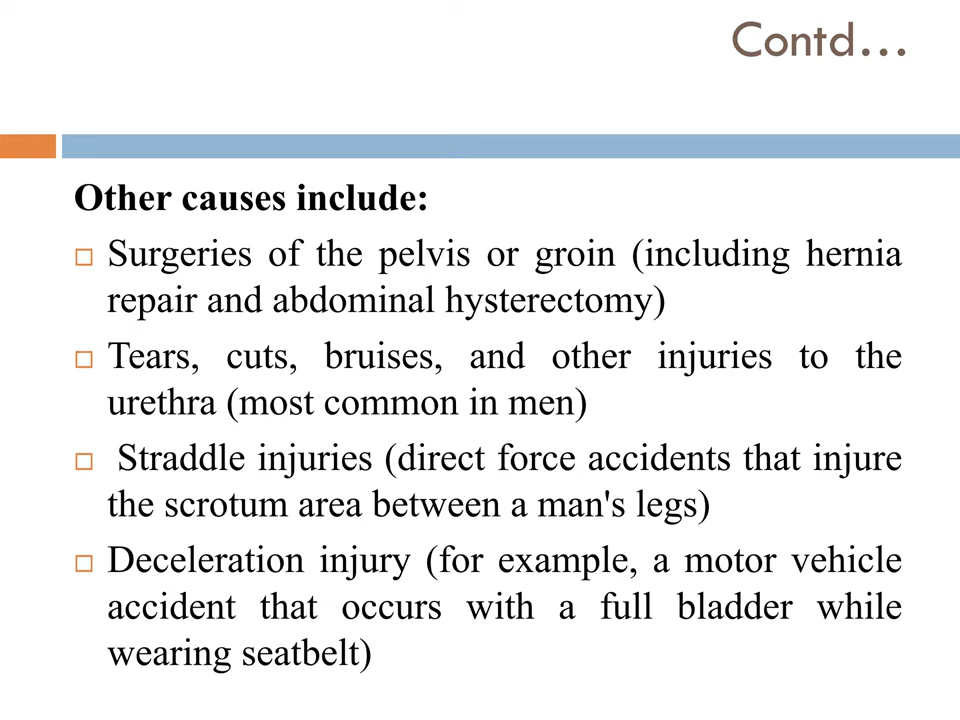 Contd...
Other causes include:
Surgeries of the pelvis or groin (including hernia
repair and abdominal hysterectomy)
Tears, cuts, bruises, and other injuries to the
urethra (most common in men)
Straddle injuries (direct force accidents that injure
the scrotum area between a man's legs)
Deceleration injury (for example, a motor vehicle
accident that occurs with a full bladder while
wearing seatbelt)